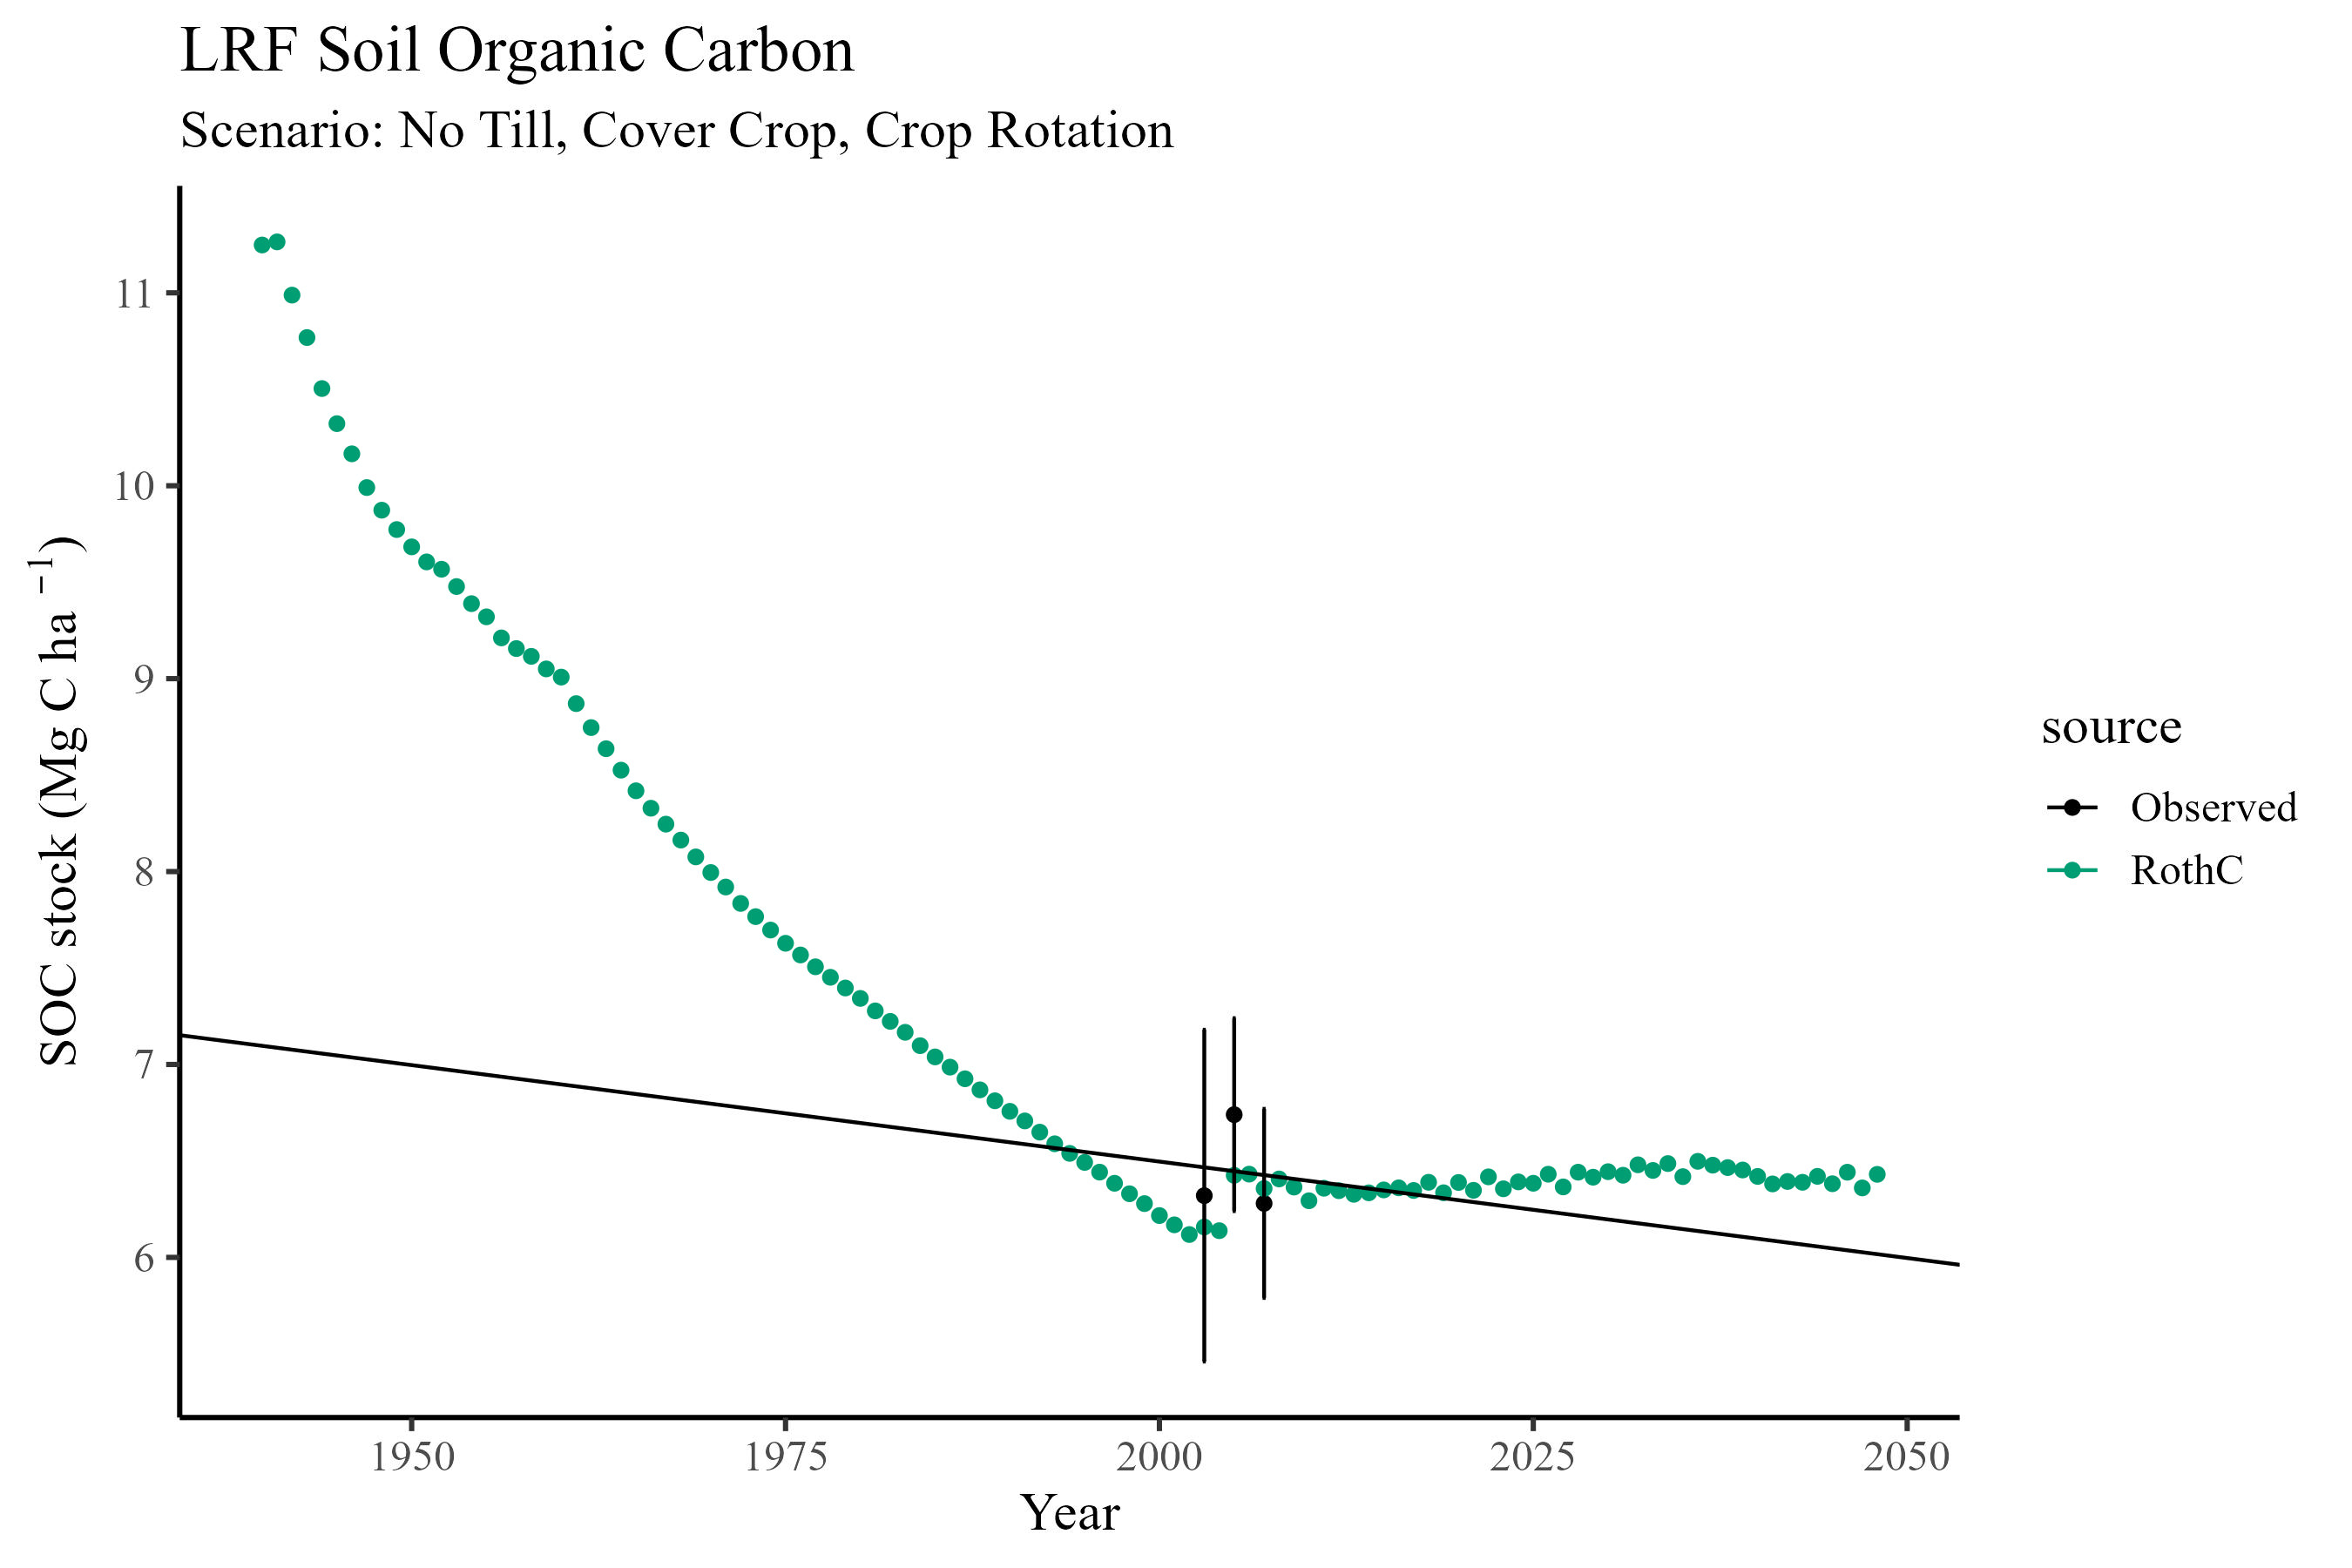 LRF Soil Organic Carbon
Scenario: No Till, Cover Crop, Crop Rotation
SOC stock (Mg C ha ⁻¹)
11
10
9
8
7
6
1950 1975 2000 2025 2050
Year
source
Observed
RothC